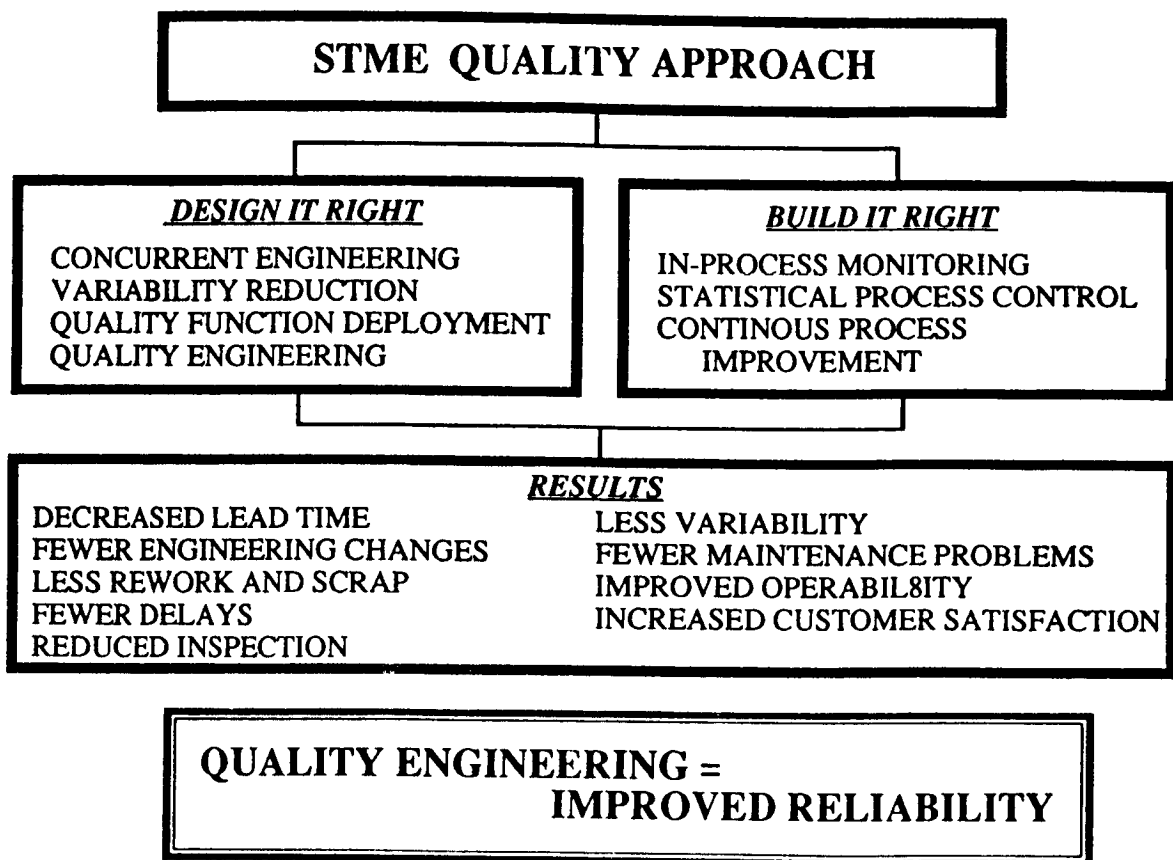 STME QUALITY APPROACH
DESIGN IT RIGHT
CONCURRENT ENGINEERING
VARIABILITY REDUCTION
QUALITY FUNCTION DEPLOYMENT
QUALITY ENGINEERING
BUILD IT RIGHT
IN-PROCESS MONITORING
STATISTICAL PROCESS CONTROL
CONTINOUS PROCESS
IMPROVEMENT
RESULTS
DECREASED LEAD TIME
FEWER ENGINEERING CHANGES
LESS REWORK AND SCRAP
FEWER DELAYS
REDUCED INSPECTION
LESS VARIABILITY
FEWER MAINTENANCE PROBLEMS
IMPROVED OPERABIL8ITY
INCREASED CUSTOMER SATISFACTION
QUALITY ENGINEERING =
IMPROVED RELIABILITY